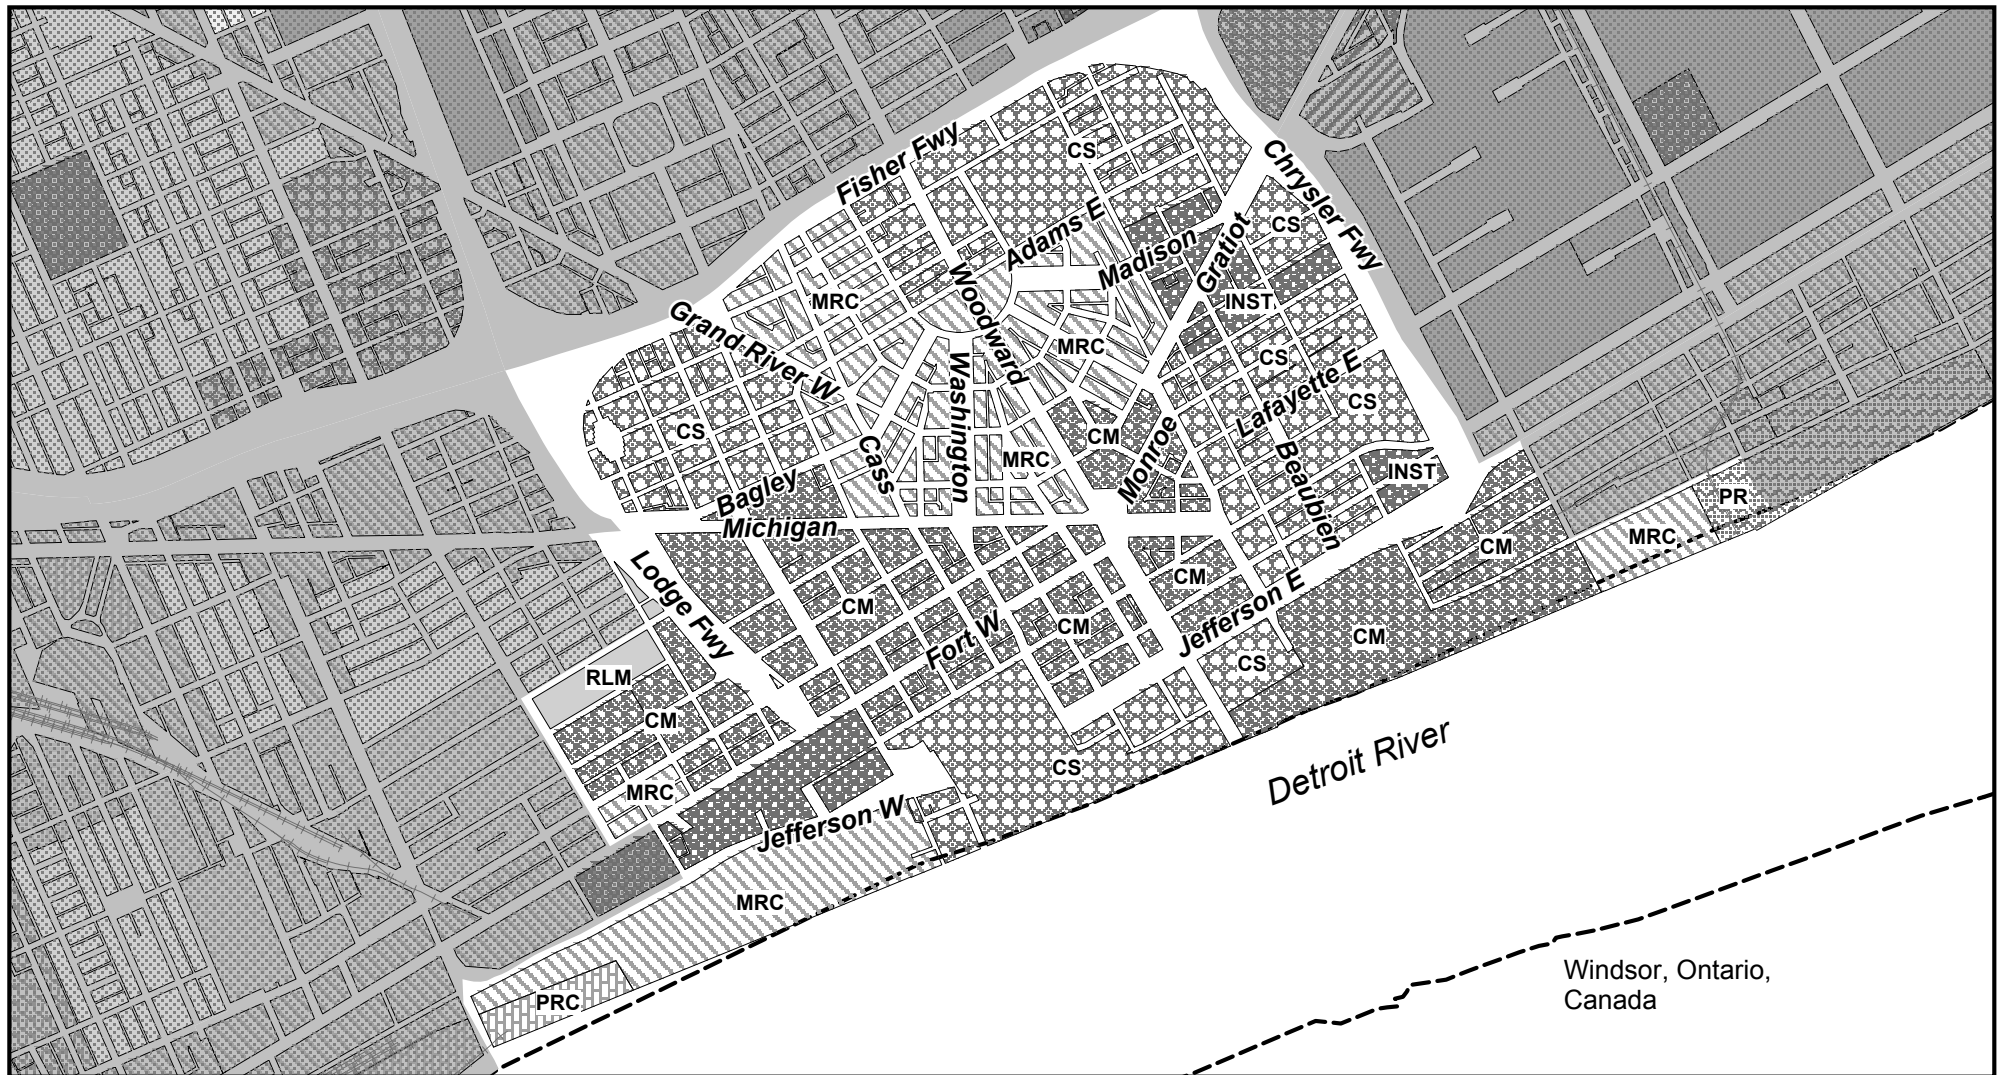 Fisher Fwy
CS
Chrysler Fwy
CS
Adams E
Madison
Gratiot
Woodward
MRC
INST
Grand River W
MRC
CS
Washington
Lafayette E
CS
CS
Cass
CM
Monroe
MRC
Beaubien
INST
Bagley
Michigan
PR
MRC
CM
Lodge Fwy
CM
CM
Jefferson E
CM
Fort W
CM
CS
RLM
CM
CS
MRC
Jefferson W
Detroit River
MRC
PRC
Windsor, Ontario,
Canada